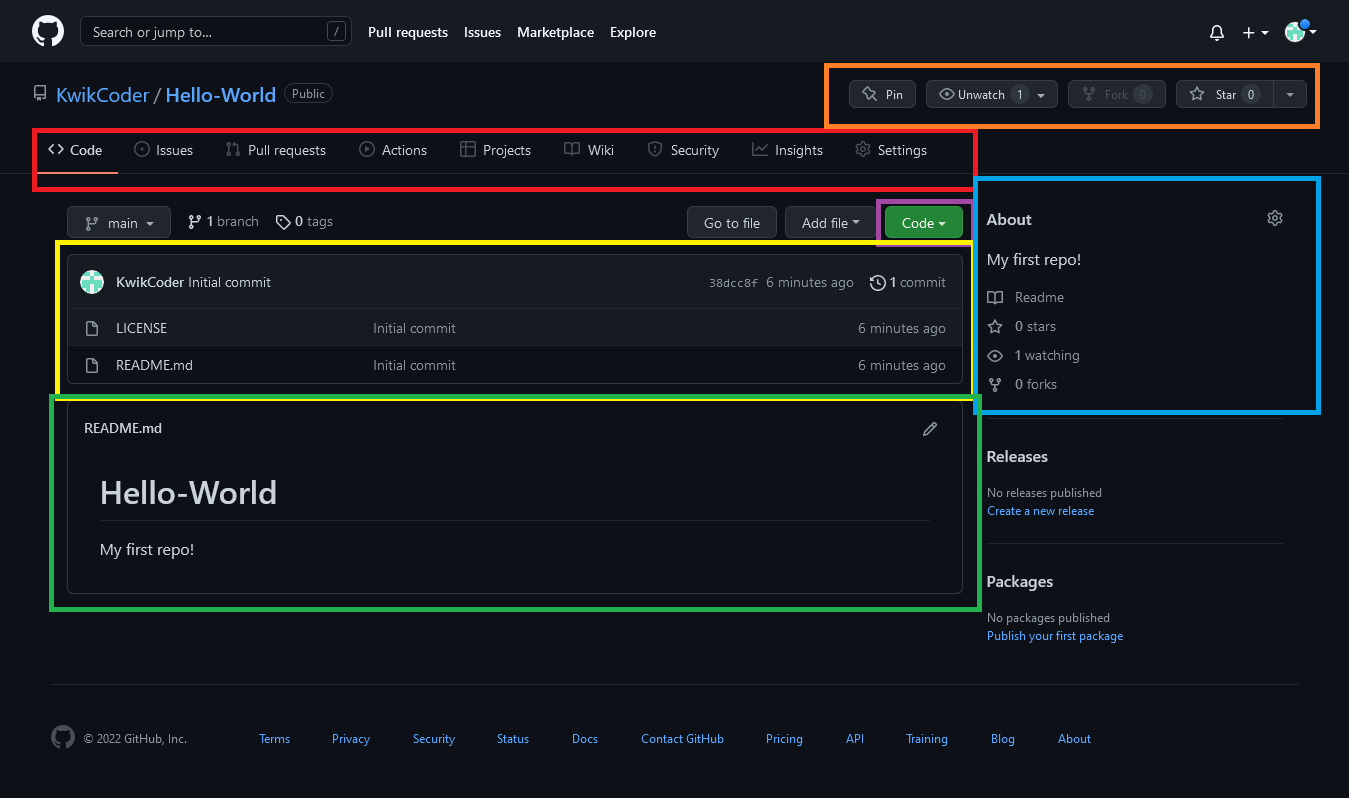 Search or jump to... / Pull requests Issues Marketplace Explore
KwikCoder / Hello-World Public Pin Unwatch 1 Fork 0 Star 0
Code Issues Pull requests Actions Projects Wiki Security Insights Settings
main 1 branch 0 tags Go to file Add file Code
KwikCoder Initial commit 38dcc8f 6 minutes ago 1 commit
LICENSE Initial commit 6 minutes ago
README.md Initial commit 6 minutes ago
README.md
Hello-World
My first repo!
About
My first repo!
Readme
0 stars
1 watching
0 forks
Releases
No releases published
Create a new release
Packages
No packages published
Publish your first package
© 2022 GitHub, Inc. Terms Privacy Security Status Docs Contact GitHub Pricing API Training Blog About